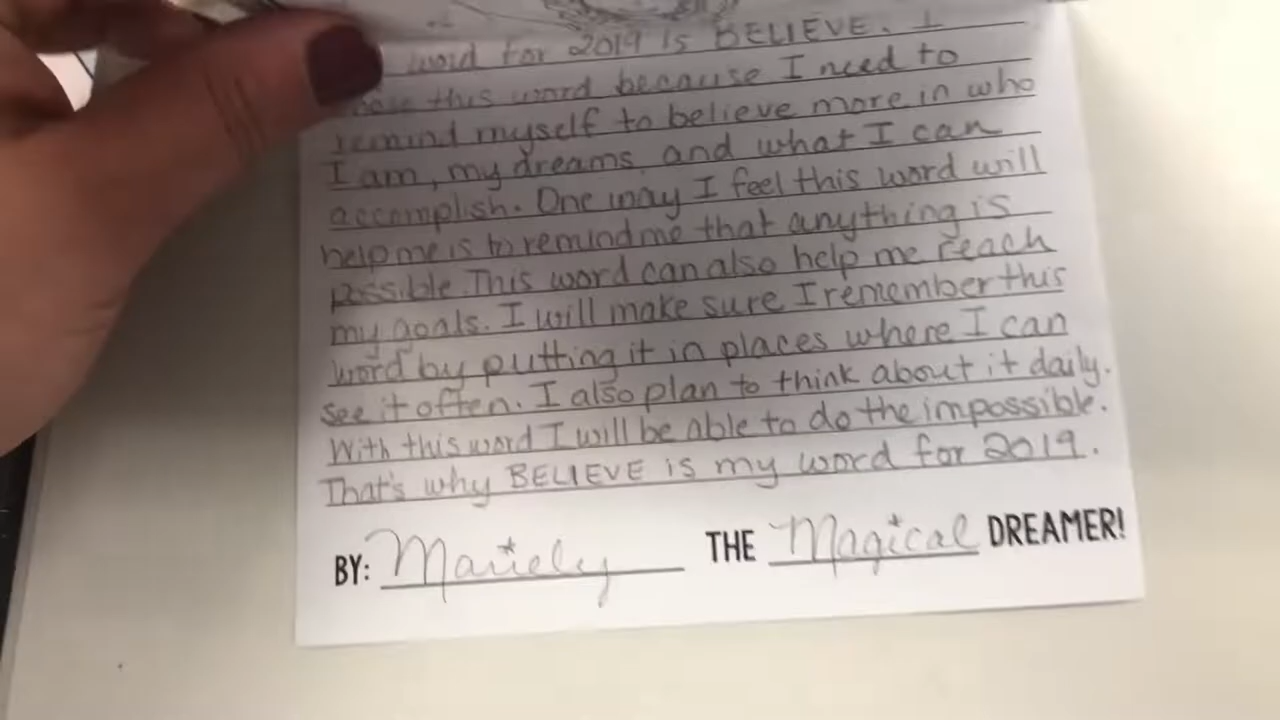 word for 2019 is BELIEVE. I
this word because I need to
remind myself to believe more in who
I am, my dreams, and what I can
accomplish. One way I feel this word will
help me is to remind me that anything is
possible. This word can also help me reach
my goals. I will make sure I remember this
word by putting it in places where I can
see it often. I also plan to think about it daily.
With this word I will be able to do the impossible.
That's why BELIEVE is my word for 2019.
BY: Mariely THE Magical DREAMER!